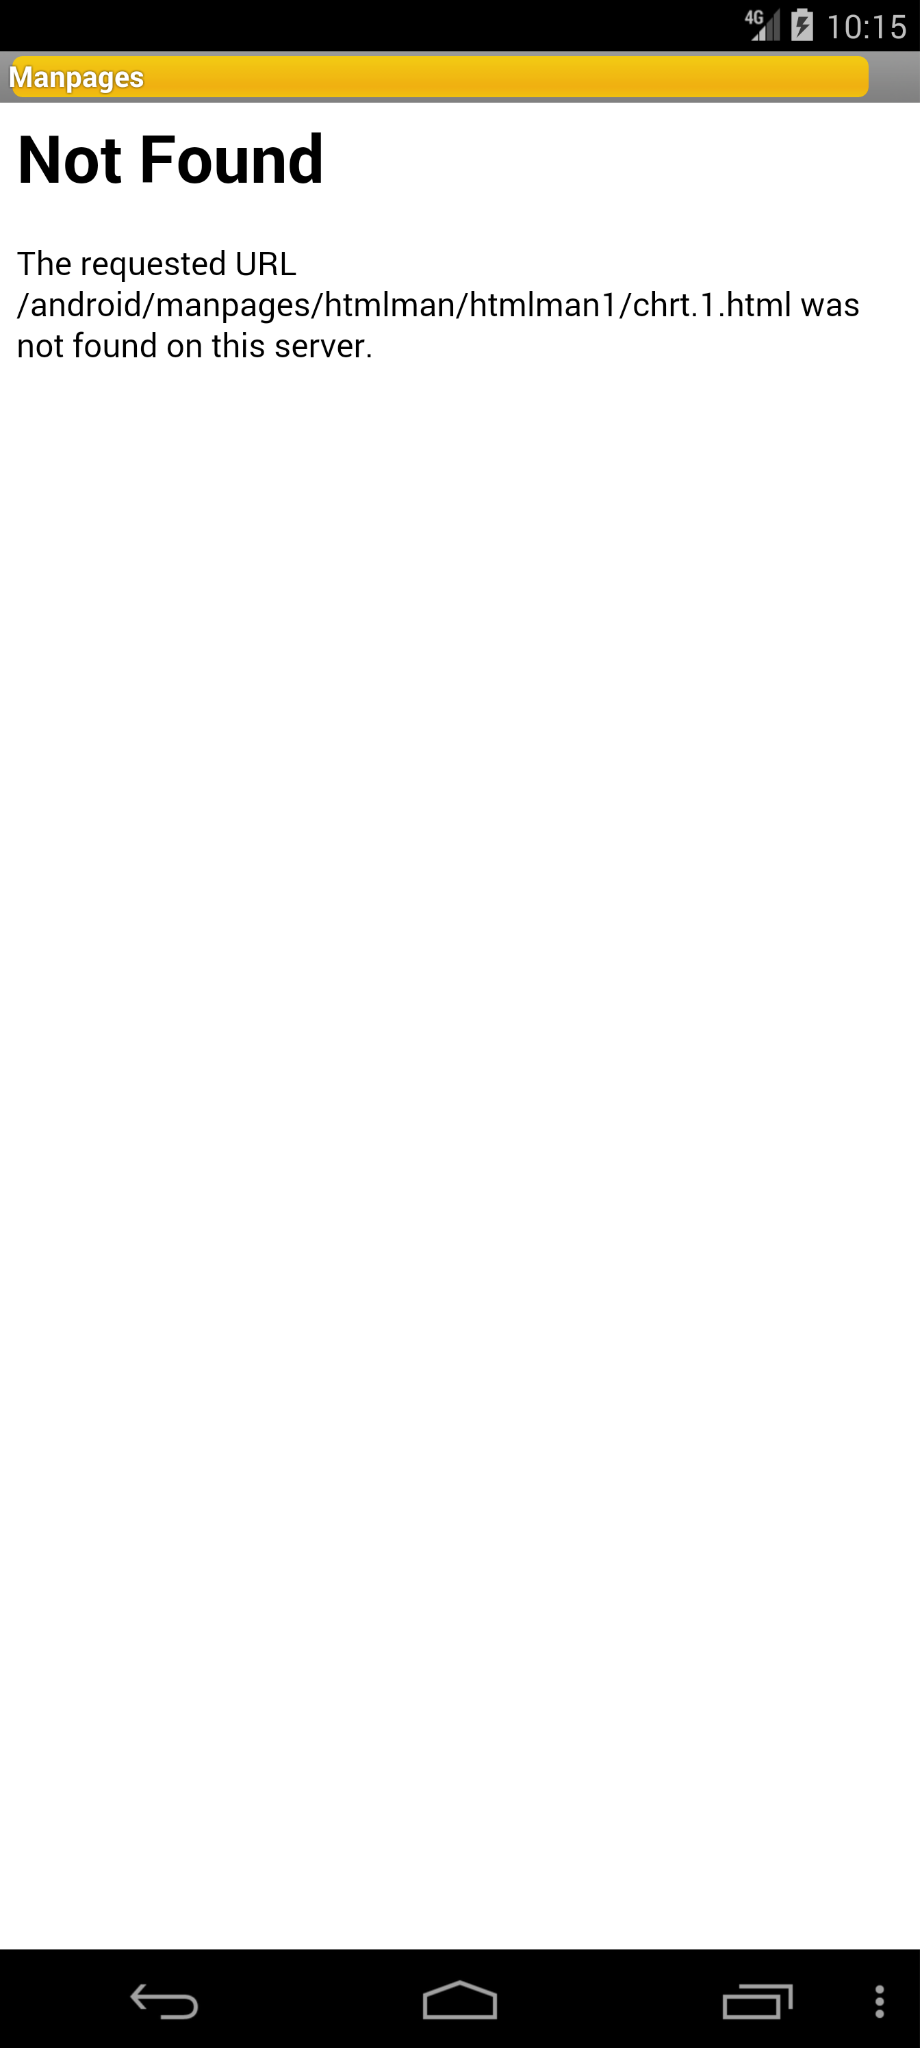 4G 10:15
Manpages
Not Found
The requested URL
/android/manpages/htmlman/htmlman1/chrt.1.html was
not found on this server.